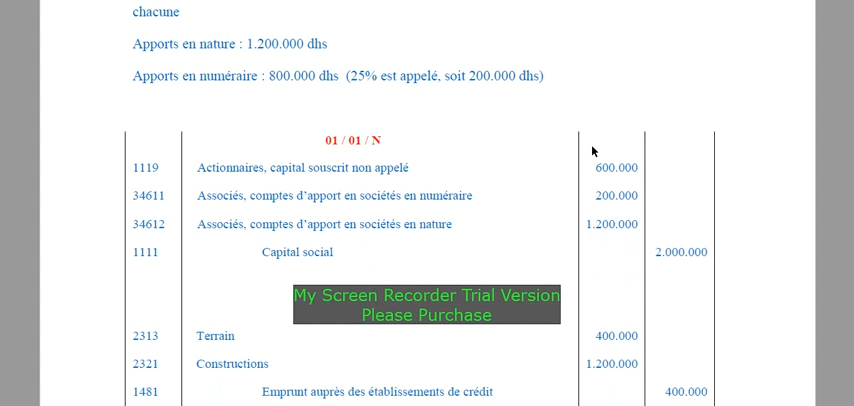 chacune
Apports en nature : 1.200.000 dhs
Apports en numéraire : 800.000 dhs (25% est appelé, soit 200.000 dhs)
01 / 01 / N
1119 Actionnaires, capital souscrit non appelé 600.000
34611 Associés, comptes d’apport en sociétés en numéraire 200.000
34612 Associés, comptes d’apport en sociétés en nature 1.200.000
1111 Capital social 2.000.000
My Screen Recorder Trial Version
Please Purchase
2313 Terrain 400.000
2321 Constructions 1.200.000
1481 Emprunt auprès des établissements de crédit 400.000